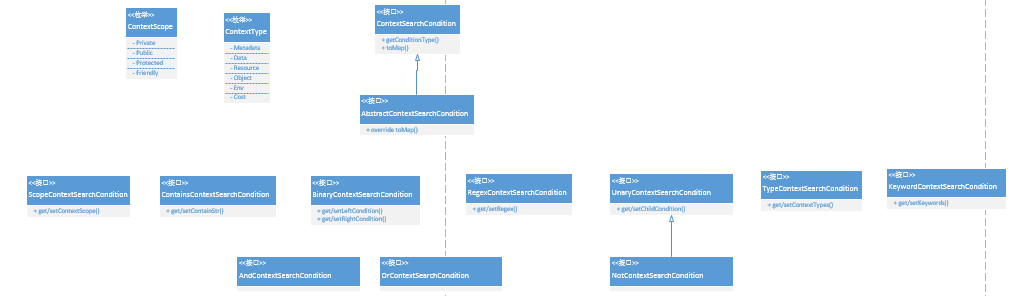 <<枚举>>
ContextScope
- Private
- Public
- Protected
- Friendly
<<枚举>>
ContextType
- Metadata
- Data
- Resource
- Object
- Env
- Cost
<<接口>>
ContextSearchCondition
+ getConditionType()
+ toMap()
<<接口>>
AbstractContextSearchCondition
+ override toMap()
<<接口>>
ScopeContextSearchCondition
+ get/setContextScope()
<<接口>>
ContainsContextSearchCondition
+ get/setContainStr()
<<接口>>
BinaryContextSearchCondition
+ get/setLeftCondition()
+ get/setRightCondition()
<<接口>>
RegexContextSearchCondition
+ get/setRegex()
<<接口>>
UnaryContextSearchCondition
+ get/setChildCondition()
<<接口>>
TypeContextSearchCondition
+ get/setContextTypes()
<<接口>>
KeywordContextSearchCondition
+ get/setKeywords()
<<接口>>
AndContextSearchCondition
<<接口>>
OrContextSearchCondition
<<接口>>
NotContextSearchCondition